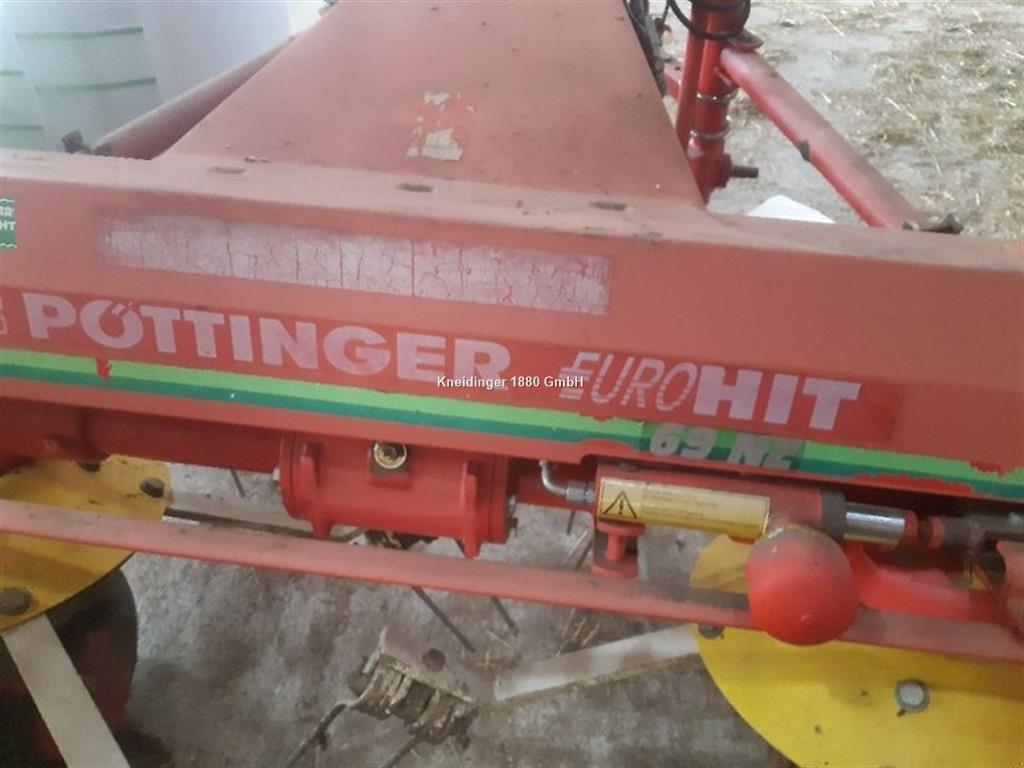 PÖTTINGER EUROHIT
Kneidinger 1880 GmbH
69 NZ